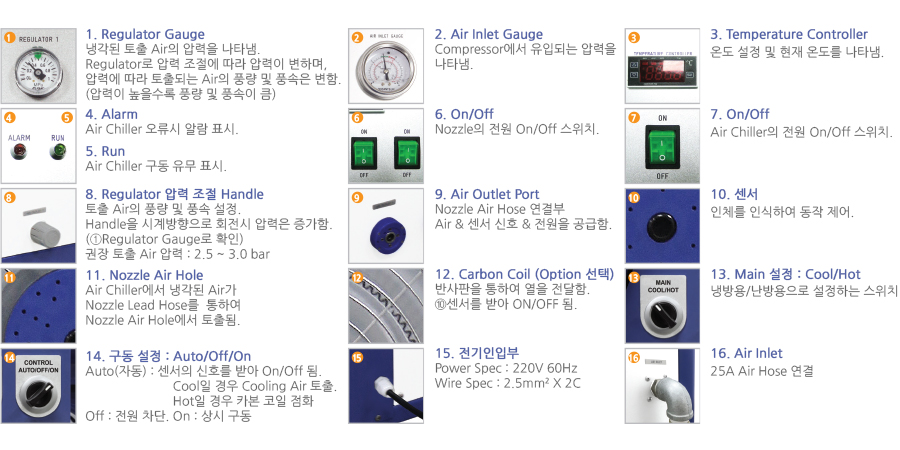 1
REGULATOR 1
1. Regulator Gauge
냉각된 토출 Air의 압력을 나타냄.
Regulator로 압력 조절에 따라 압력이 변하며,
압력에 따라 토출되는 Air의 풍량 및 풍속은 변함.
(압력이 높을수록 풍량 및 풍속이 큼)
2
AIR INLET GAUGE
2. Air Inlet Gauge
Compressor에서 유입되는 압력을
나타냄.
3
TEMPERATURE CONTROLLER
3. Temperature Controller
온도 설정 및 현재 온도를 나타냄.
4
5
ALARM
RUN
4. Alarm
Air Chiller 오류시 알람 표시.
5. Run
Air Chiller 구동 유무 표시.
6
ON
ON
OFF
OFF
6. On/Off
Nozzle의 전원 On/Off 스위치.
7
ON
OFF
7. On/Off
Air Chiller의 전원 On/Off 스위치.
8
8. Regulator 압력 조절 Handle
토출 Air의 풍량 및 풍속 설정.
Handle을 시계방향으로 회전시 압력은 증가함.
(①Regulator Gauge로 확인)
권장 토출 Air 압력 : 2.5 ~ 3.0 bar
9
9. Air Outlet Port
Nozzle Air Hose 연결부
Air & 센서 신호 & 전원을 공급함.
10
10. 센서
인체를 인식하여 동작 제어.
11
11. Nozzle Air Hole
Air Chiller에서 냉각된 Air가
Nozzle Lead Hose를 통하여
Nozzle Air Hole에서 토출됨.
12
12. Carbon Coil (Option 선택)
반사판을 통하여 열을 전달함.
⑩센서를 받아 ON/OFF 됨.
13
MAIN
COOL/HOT
13. Main 설정 : Cool/Hot
냉방용/난방용으로 설정하는 스위치
14
CONTROL
AUTO/OFF/ON
14. 구동 설정 : Auto/Off/On
Auto(자동) : 센서의 신호를 받아 On/Off 됨.
Cool일 경우 Cooling Air 토출.
Hot일 경우 카본 코일 점화
Off : 전원 차단. On : 상시 구동
15
15. 전기인입부
Power Spec : 220V 60Hz
Wire Spec : 2.5mm² X 2C
16
16. Air Inlet
25A Air Hose 연결